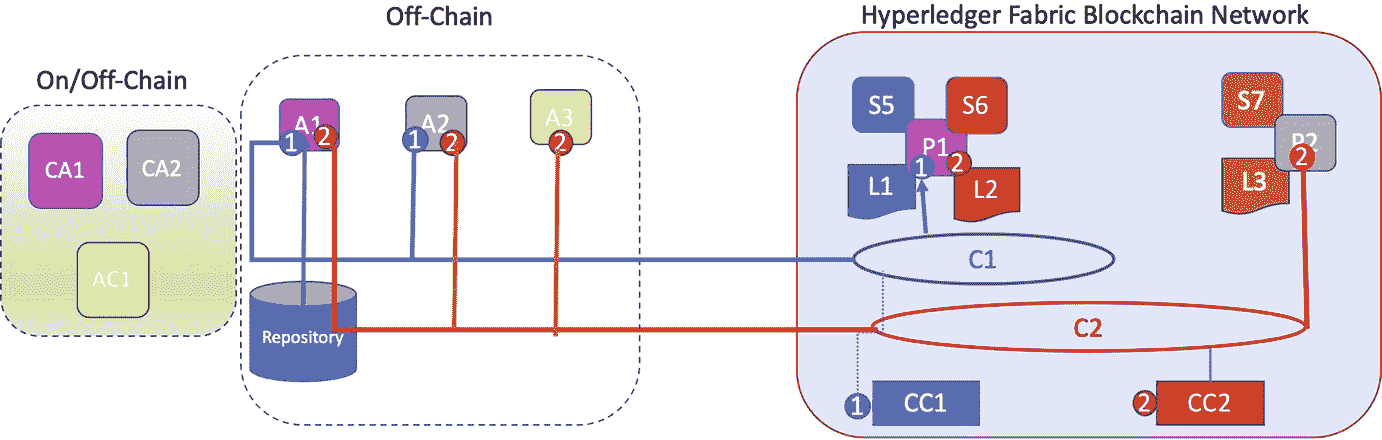 Off-Chain
Hyperledger Fabric Blockchain Network
On/Off-Chain
CA1
CA2
AC1
A1
1
2
A2
1
2
A3
2
Repository
S5
S6
P1
1
2
L1
L2
S7
P2
2
L3
C1
C2
1
CC1
2
CC2